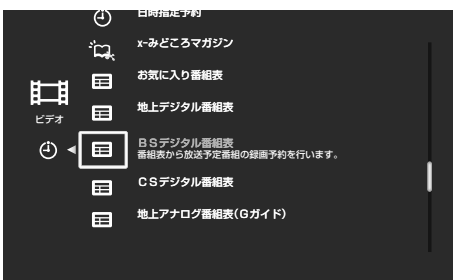 日時指定予約
x-みどころマガジン
お気に入り番組表
地上デジタル番組表
ビデオ
BSデジタル番組表
番組表から放送予定番組の録画予約を行います。
CSデジタル番組表
地上アナログ番組表(Gガイド)